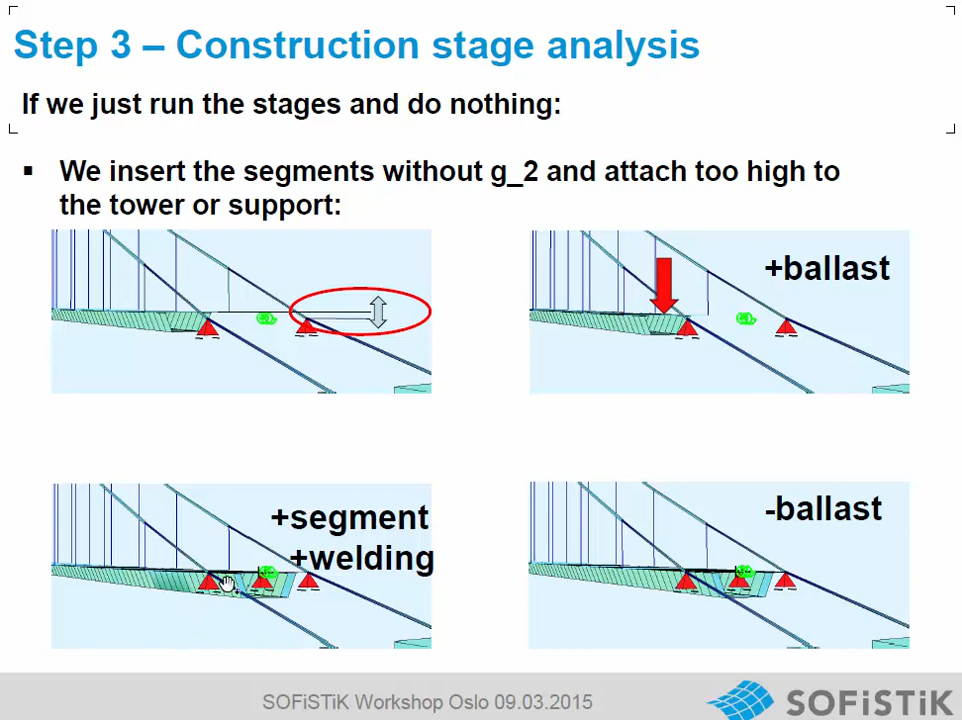 Step 3 – Construction stage analysis
If we just run the stages and do nothing:
▪ We insert the segments without g_2 and attach too high to
the tower or support:
+ballast
+segment
+welding
-ballast
SOFiSTiK Workshop Oslo 09.03.2015
SOFiSTiK